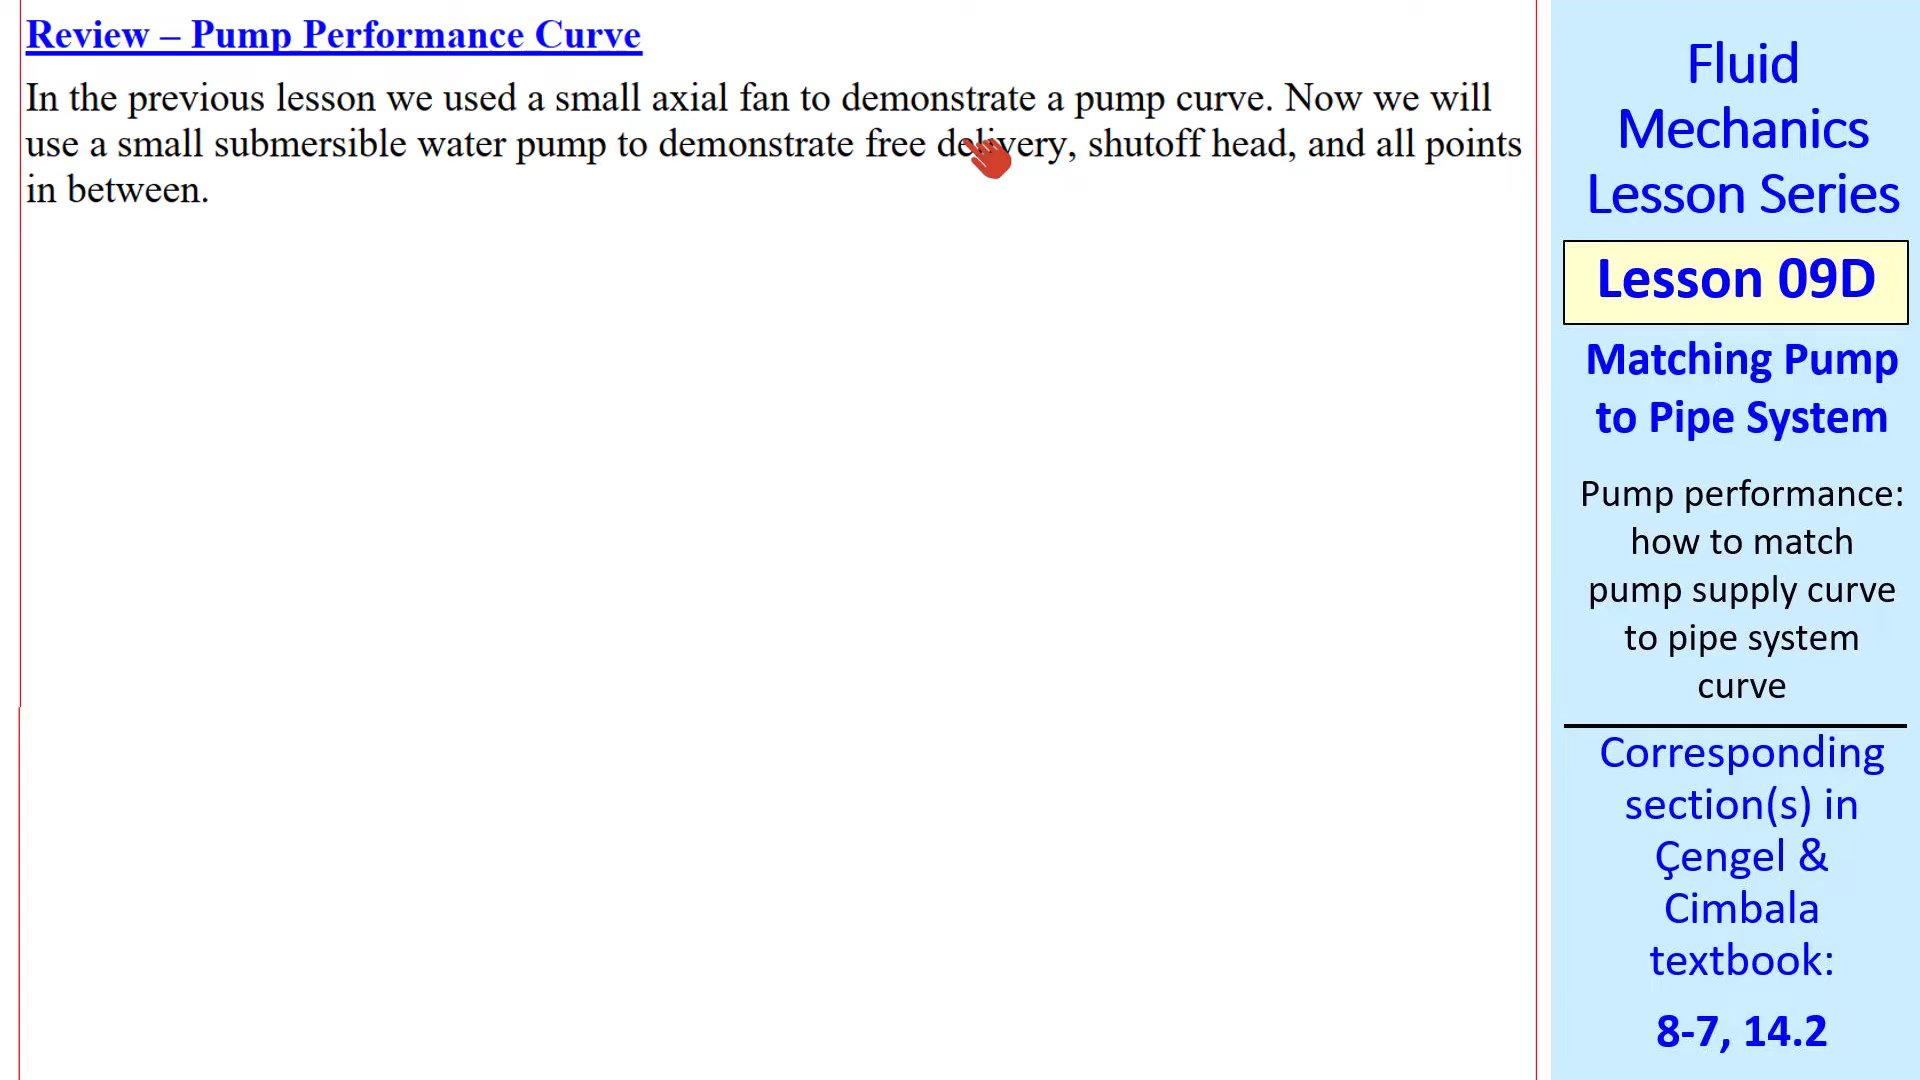 Review – Pump Performance Curve
In the previous lesson we used a small axial fan to demonstrate a pump curve. Now we will
use a small submersible water pump to demonstrate free delivery, shutoff head, and all points
in between.
Fluid
Mechanics
Lesson Series
Lesson 09D
Matching Pump
to Pipe System
Pump performance:
how to match
pump supply curve
to pipe system
curve
Corresponding
section(s) in
Çengel &
Cimbala
textbook:
8-7, 14.2